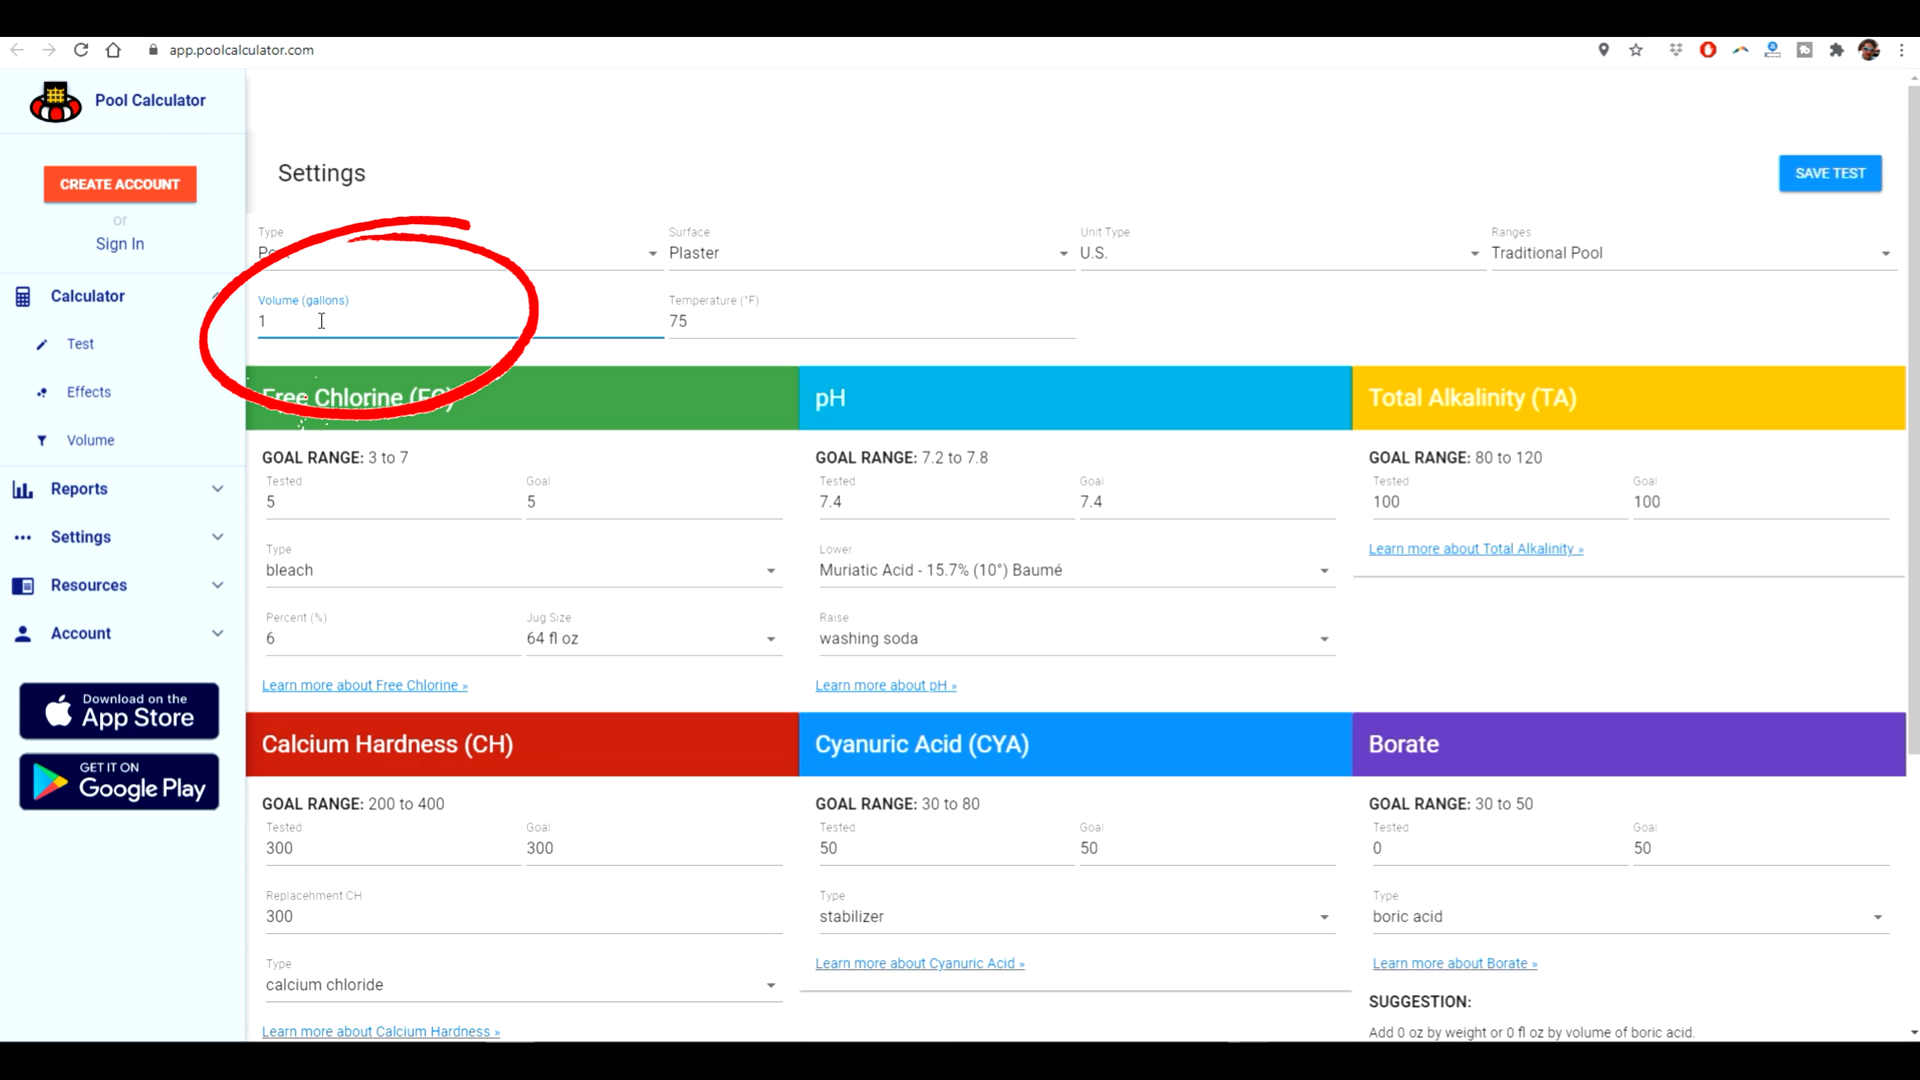 app.poolcalculator.com
Pool Calculator
CREATE ACCOUNT
or
Sign In
Calculator
Test
Effects
Volume
Reports
Settings
Resources
Account
Download on the
App Store
GET IT ON
Google Play
Settings
SAVE TEST
Type
Surface
Plaster
Unit Type
U.S.
Ranges
Traditional Pool
Volume (gallons)
1
Temperature (°F)
75
Free Chlorine (FC)
GOAL RANGE: 3 to 7
Tested
5
Goal
5
Type
bleach
Percent (%)
6
Jug Size
64 fl oz
Learn more about Free Chlorine »
pH
GOAL RANGE: 7.2 to 7.8
Tested
7.4
Goal
7.4
Lower
Muriatic Acid - 15.7% (10°) Baumé
Raise
washing soda
Learn more about pH »
Total Alkalinity (TA)
GOAL RANGE: 80 to 120
Tested
100
Goal
100
Learn more about Total Alkalinity »
Calcium Hardness (CH)
GOAL RANGE: 200 to 400
Tested
300
Goal
300
Replacehment CH
300
Type
calcium chloride
Learn more about Calcium Hardness »
Cyanuric Acid (CYA)
GOAL RANGE: 30 to 80
Tested
50
Goal
50
Type
stabilizer
Learn more about Cyanuric Acid »
Borate
GOAL RANGE: 30 to 50
Tested
0
Goal
50
Type
boric acid
Learn more about Borate »
SUGGESTION:
Add 0 oz by weight or 0 fl oz by volume of boric acid.